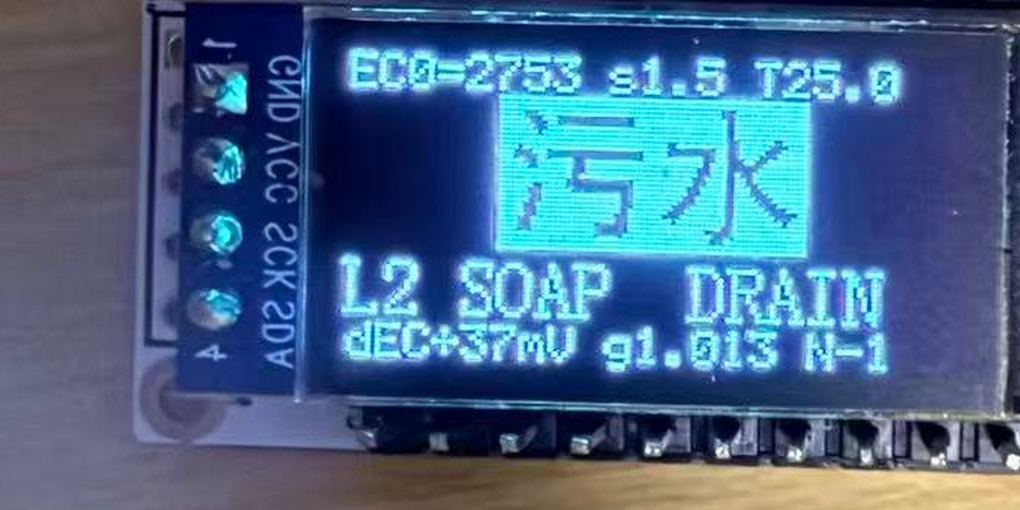 EC0=2753 s1.5 T25.0
污水
L2 SOAP DRAIN
dEC+37mV g1.013 N-1
1
GND VCC SCK SDA
4